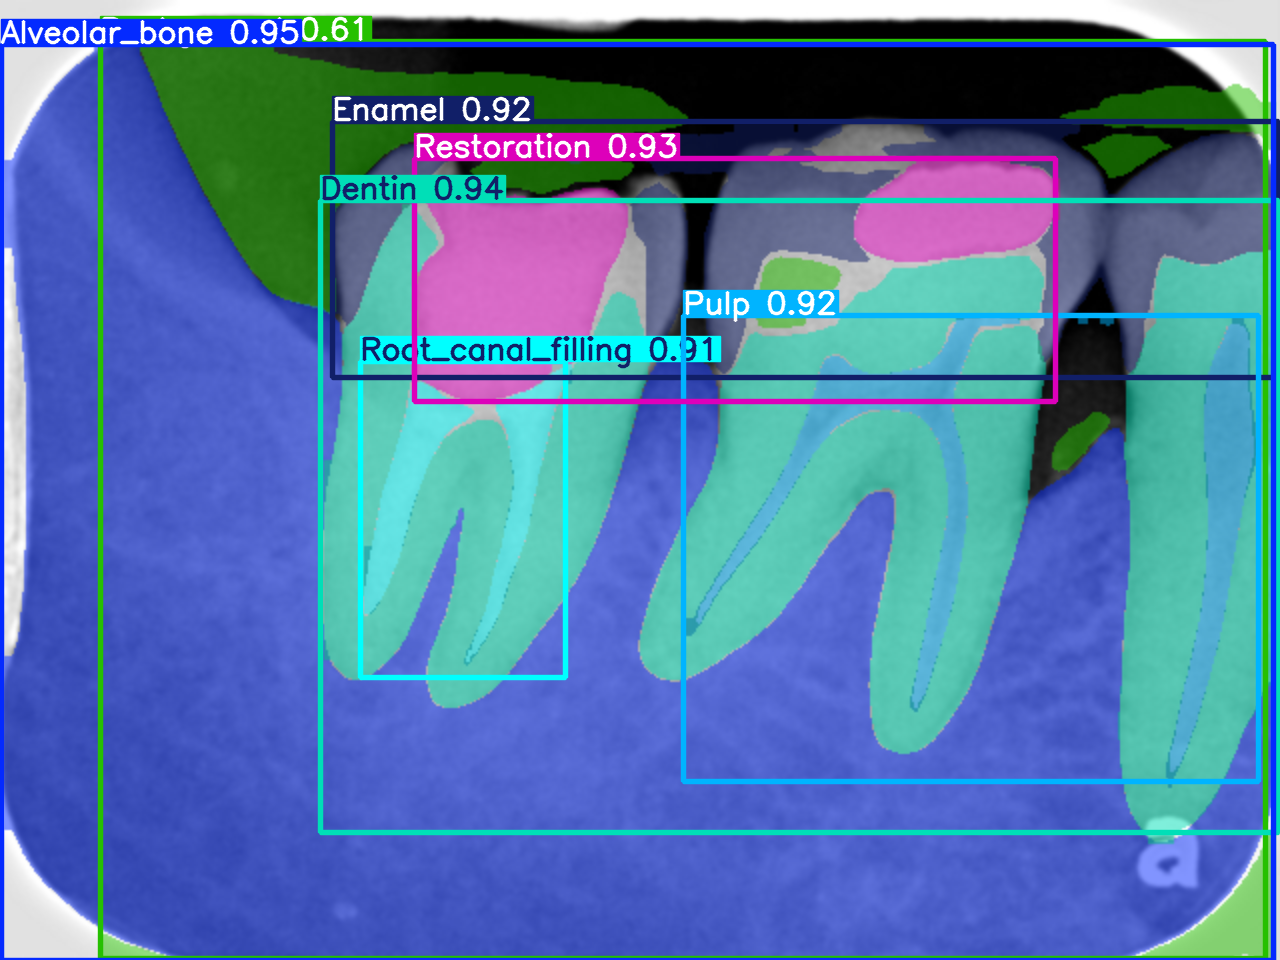 Alveolar_bone 0.95
0.61
Enamel 0.92
Restoration 0.93
Dentin 0.94
Pulp 0.92
Root_canal_filling 0.91
a